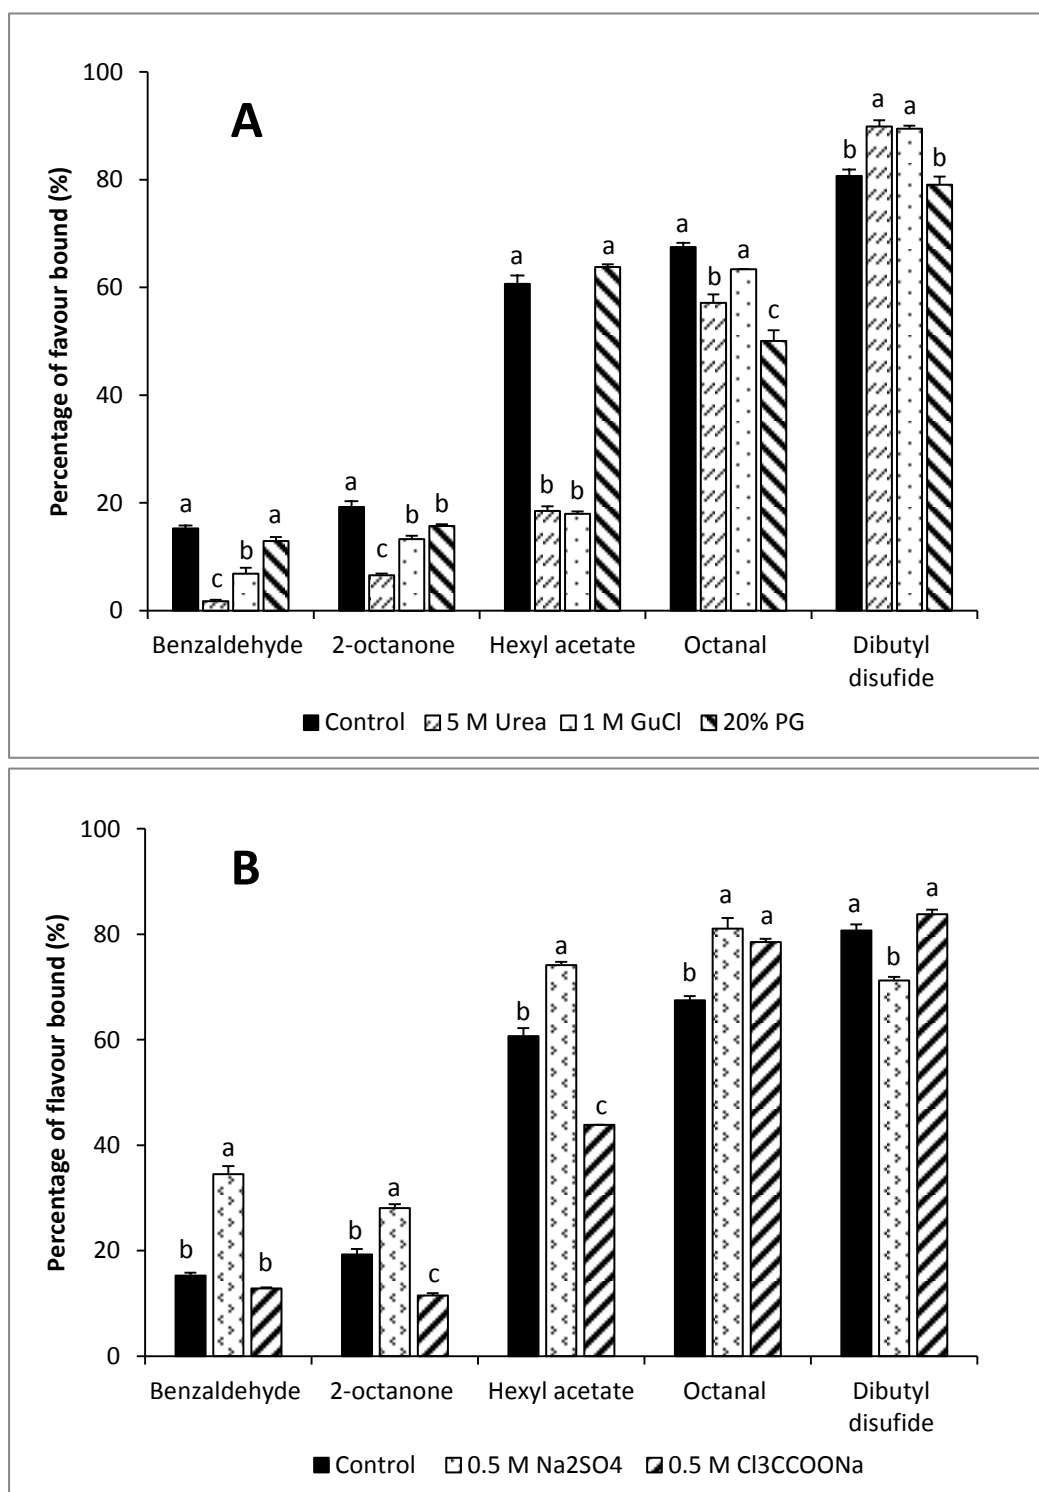 A
Percentage of favour bound (%)
100
80
60
40
20
0
a c b a
a c b b
a b b a
a b a c
b a a b
Benzaldehyde 2-octanone Hexyl acetate Octanal Dibutyl
disufide
Control 5 M Urea 1 M GuCl 20% PG
B
Percentage of flavour bound (%)
100
80
60
40
20
0
b a b
b a c
b a c
b a a
a b a
Benzaldehyde 2-octanone Hexyl acetate Octanal Dibutyl
disufide
Control 0.5 M Na2SO4 0.5 M Cl3CCOONa